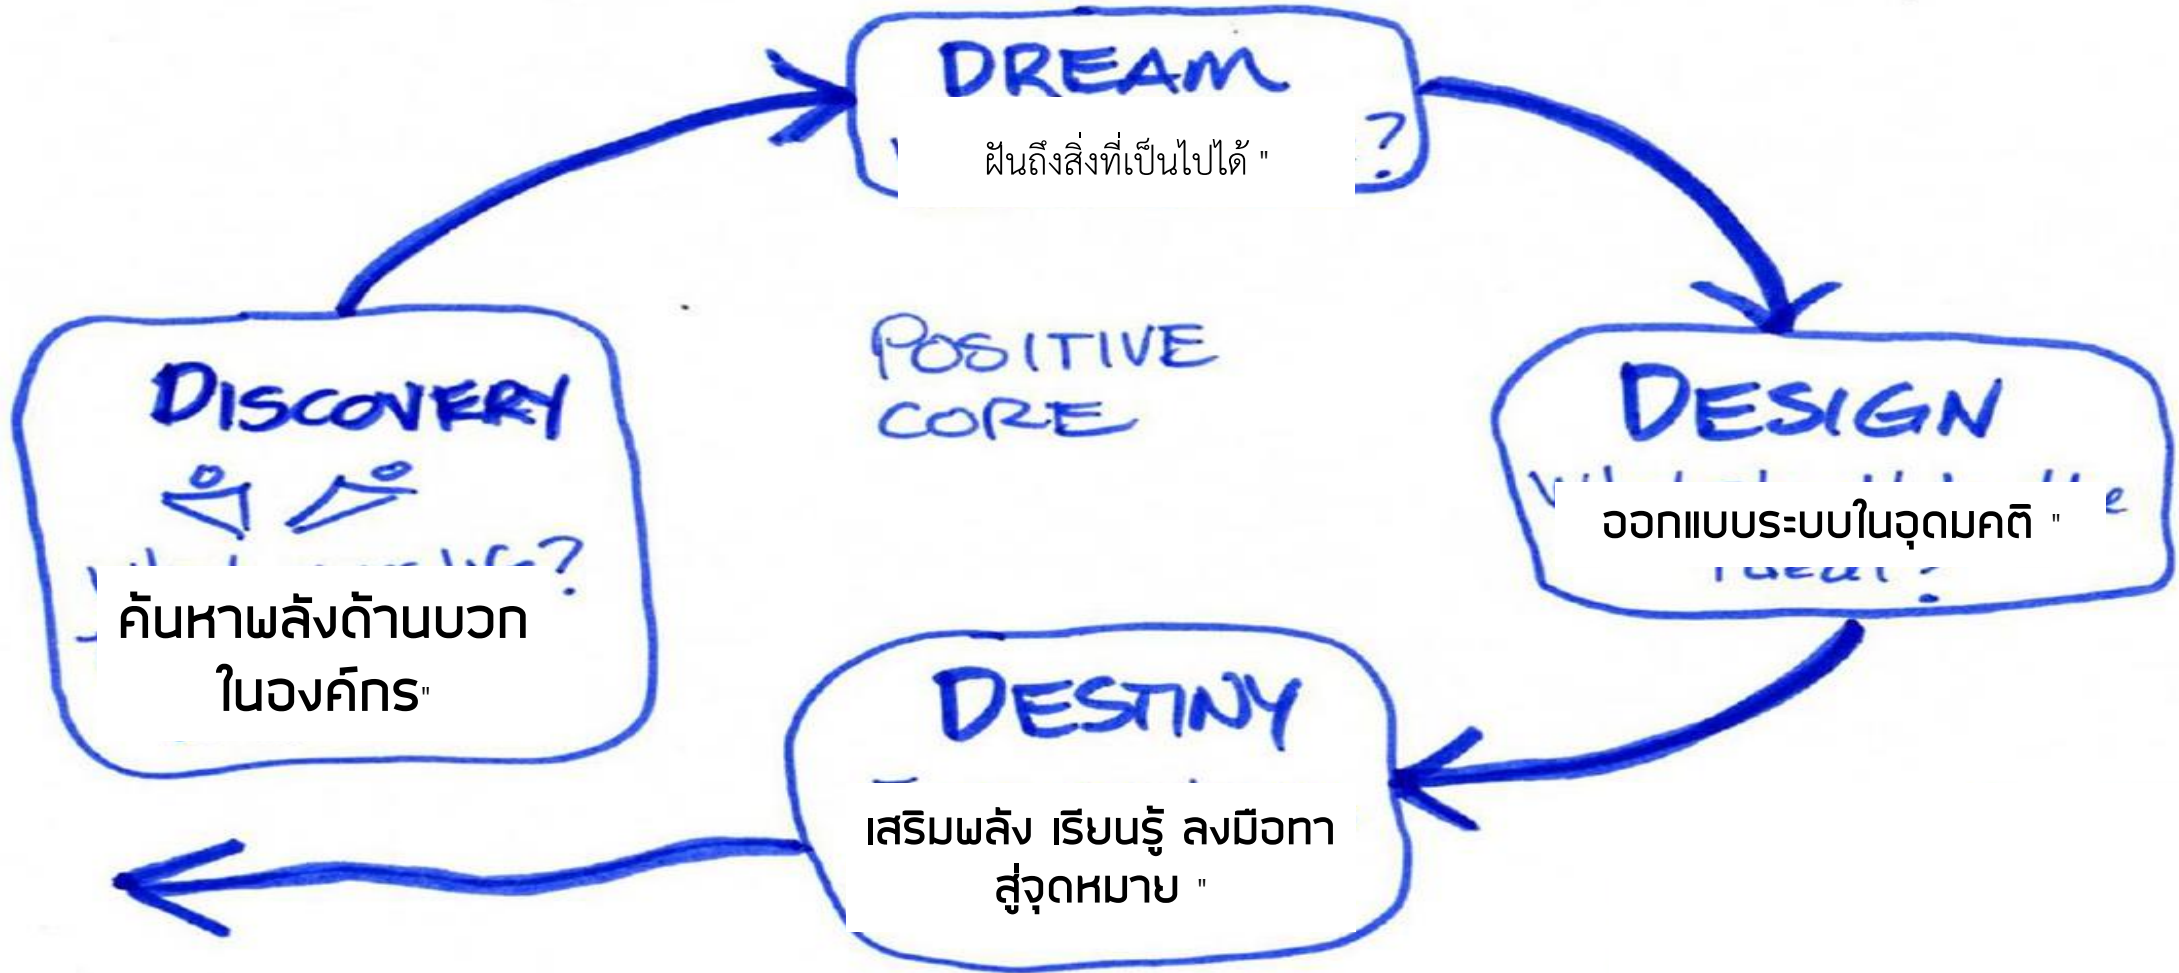 DREAM
ฝันถึงสิ่งที่เป็นไปได้ "
?
POSITIVE
CORE
DISCOVERY
?
ค้นหาพลังด้านบวก
ในองค์กร"
DESIGN
ออกแบบระบบในอุดมคติ "
DESTINY
เสริมพลัง เรียนรู้ ลงมือทา
สู่จุดหมาย "